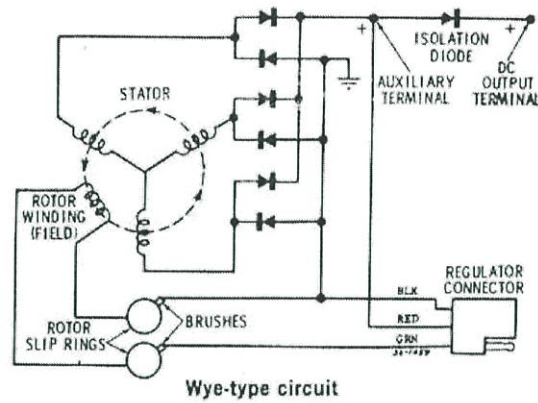 +
+
ISOLATION
DIODE
AUXILIARY
TERMINAL
DC
OUTPUT
TERMINAL
STATOR
ROTOR
WINDING
(FIELD)
REGULATOR
CONNECTOR
BLK
RED
GRN
ROTOR
SLIP RINGS
BRUSHES
Wye-type circuit